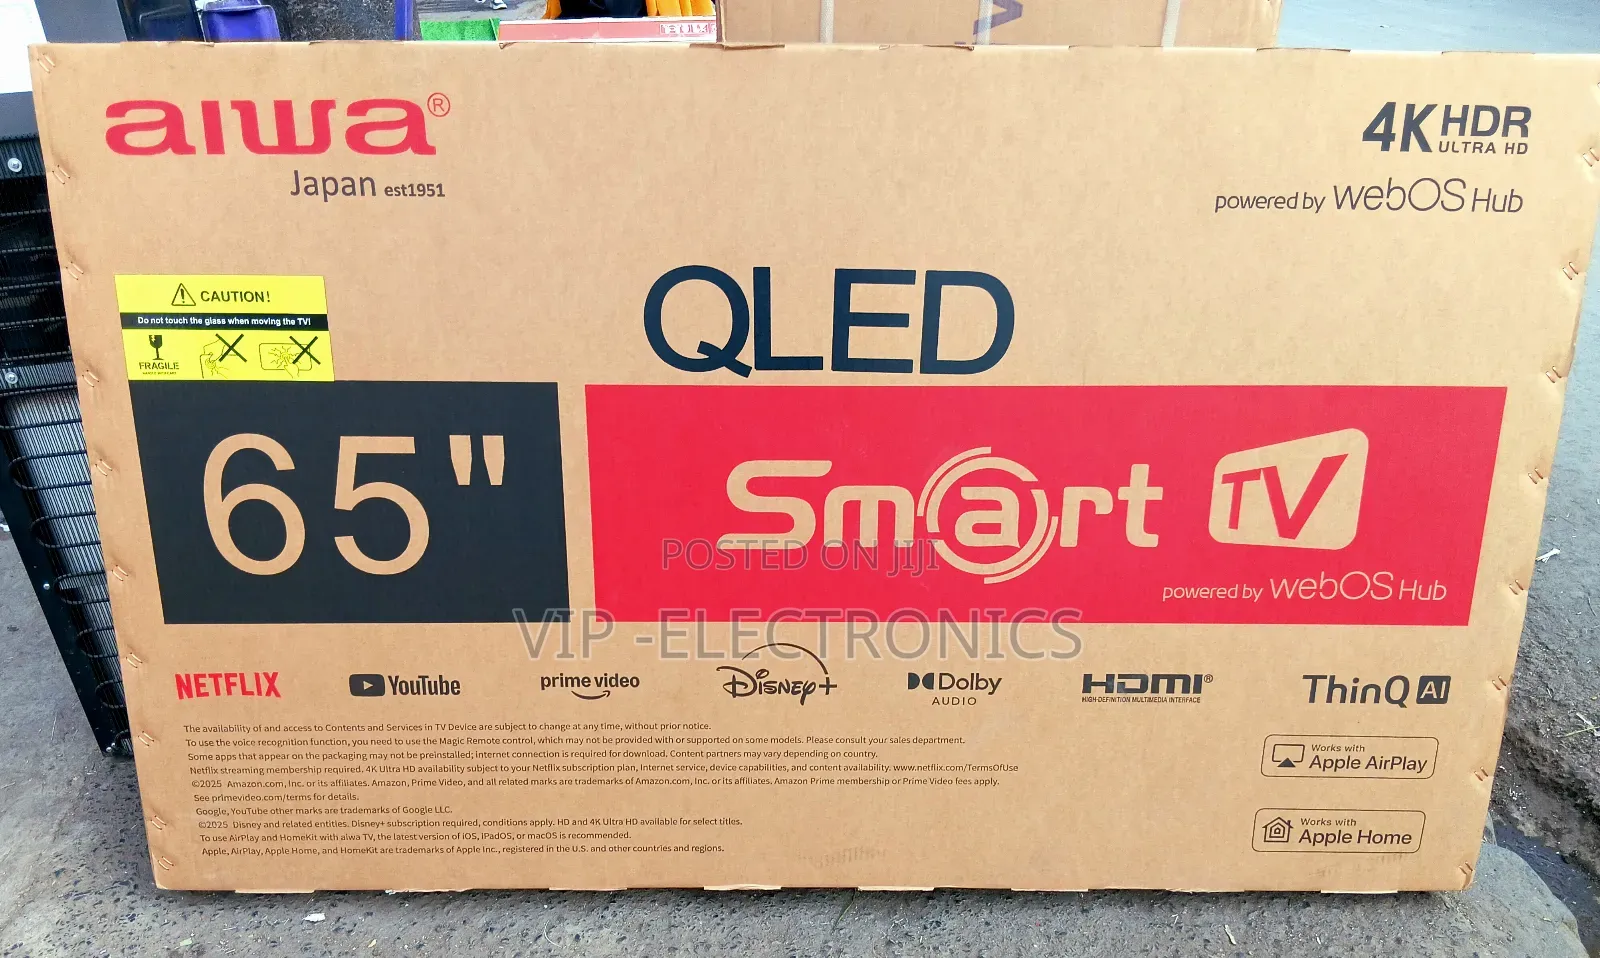 aiwa®
Japan est1951
4K HDR
ULTRA HD
powered by webOS Hub
CAUTION!
Do not touch the glass when moving the TV!
FRAGILE
QLED
65"
Smart TV
powered by webOS Hub
POSTED ON JIJI
VIP -ELECTRONICS
NETFLIX
YouTube
prime video
Disney+
Dolby
AUDIO
HDMI®
HIGH-DEFINITION MULTIMEDIA INTERFACE
ThinQ AI
The availability of and access to Contents and Services in TV Device are subject to change at any time, without prior notice.
To use the voice recognition function, you need to use the Magic Remote control, which may not be provided with or supported on some models. Please consult your sales department.
Some apps that appear on the packaging may not be preinstalled; internet connection is required for download. Content partners may vary depending on country.
Netflix streaming membership required. 4K Ultra HD availability subject to your Netflix subscription plan, Internet service, device capabilities, and content availability. www.netflix.com/TermsOfUse
©2025 Amazon.com, Inc. or its affiliates. Amazon, Prime Video, and all related marks are trademarks of Amazon.com, Inc. or its affiliates. Amazon Prime membership or Prime Video fees apply.
See primevideo.com/terms for details.
Google, YouTube other marks are trademarks of Google LLC.
©2025 Disney and related entities. Disney+ subscription required, conditions apply. HD and 4K Ultra HD available for select titles.
To use AirPlay and HomeKit with aiwa TV, the latest version of iOS, iPadOS, or macOS is recommended.
Apple, AirPlay, Apple Home, and HomeKit are trademarks of Apple Inc., registered in the U.S. and other countries and regions.
Works with
Apple AirPlay
Works with
Apple Home